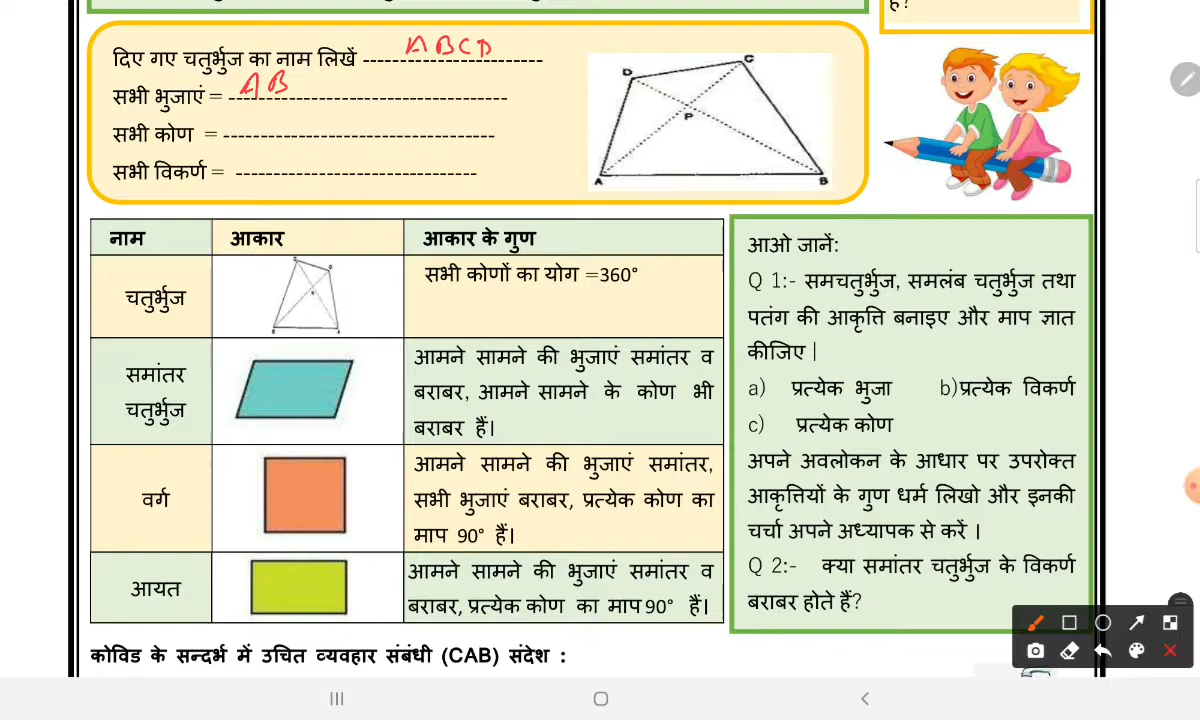 है?
दिए गए चतुर्भुज का नाम लिखें ------------------------ ABCD
सभी भुजाएं = ------------------------------------- AB
सभी कोण = ------------------------------------
सभी विकर्ण = --------------------------------
D
C
P
A
B
नाम
आकार
आकार के गुण
चतुर्भुज
सभी कोणों का योग =360°
समांतर
चतुर्भुज
आमने सामने की भुजाएं समांतर व
बराबर, आमने सामने के कोण भी
बराबर हैं।
वर्ग
आमने सामने की भुजाएं समांतर,
सभी भुजाएं बराबर, प्रत्येक कोण का
माप 90° हैं।
आयत
आमने सामने की भुजाएं समांतर व
बराबर, प्रत्येक कोण का माप 90° हैं।
आओ जानें:
Q 1:- समचतुर्भुज, समलंब चतुर्भुज तथा
पतंग की आकृत्ति बनाइए और माप ज्ञात
कीजिए |
a) प्रत्येक भुजा b)प्रत्येक विकर्ण
c) प्रत्येक कोण
अपने अवलोकन के आधार पर उपरोक्त
आकृत्तियों के गुण धर्म लिखो और इनकी
चर्चा अपने अध्यापक से करें ।
Q 2:- क्या समांतर चतुर्भुज के विकर्ण
बराबर होते हैं?
कोविड के सन्दर्भ में उचित व्यवहार संबंधी (CAB) संदेश :